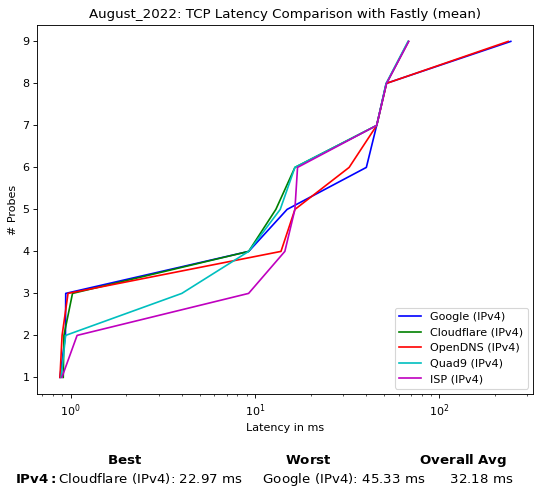 August_2022: TCP Latency Comparison with Fastly (mean)
# Probes
9
8
7
6
5
4
3
2
1
Google (IPv4)
Cloudflare (IPv4)
OpenDNS (IPv4)
Quad9 (IPv4)
ISP (IPv4)
10⁰ 10¹ 10²
Latency in ms
Best Worst Overall Avg
IPv4: Cloudflare (IPv4): 22.97 ms Google (IPv4): 45.33 ms 32.18 ms